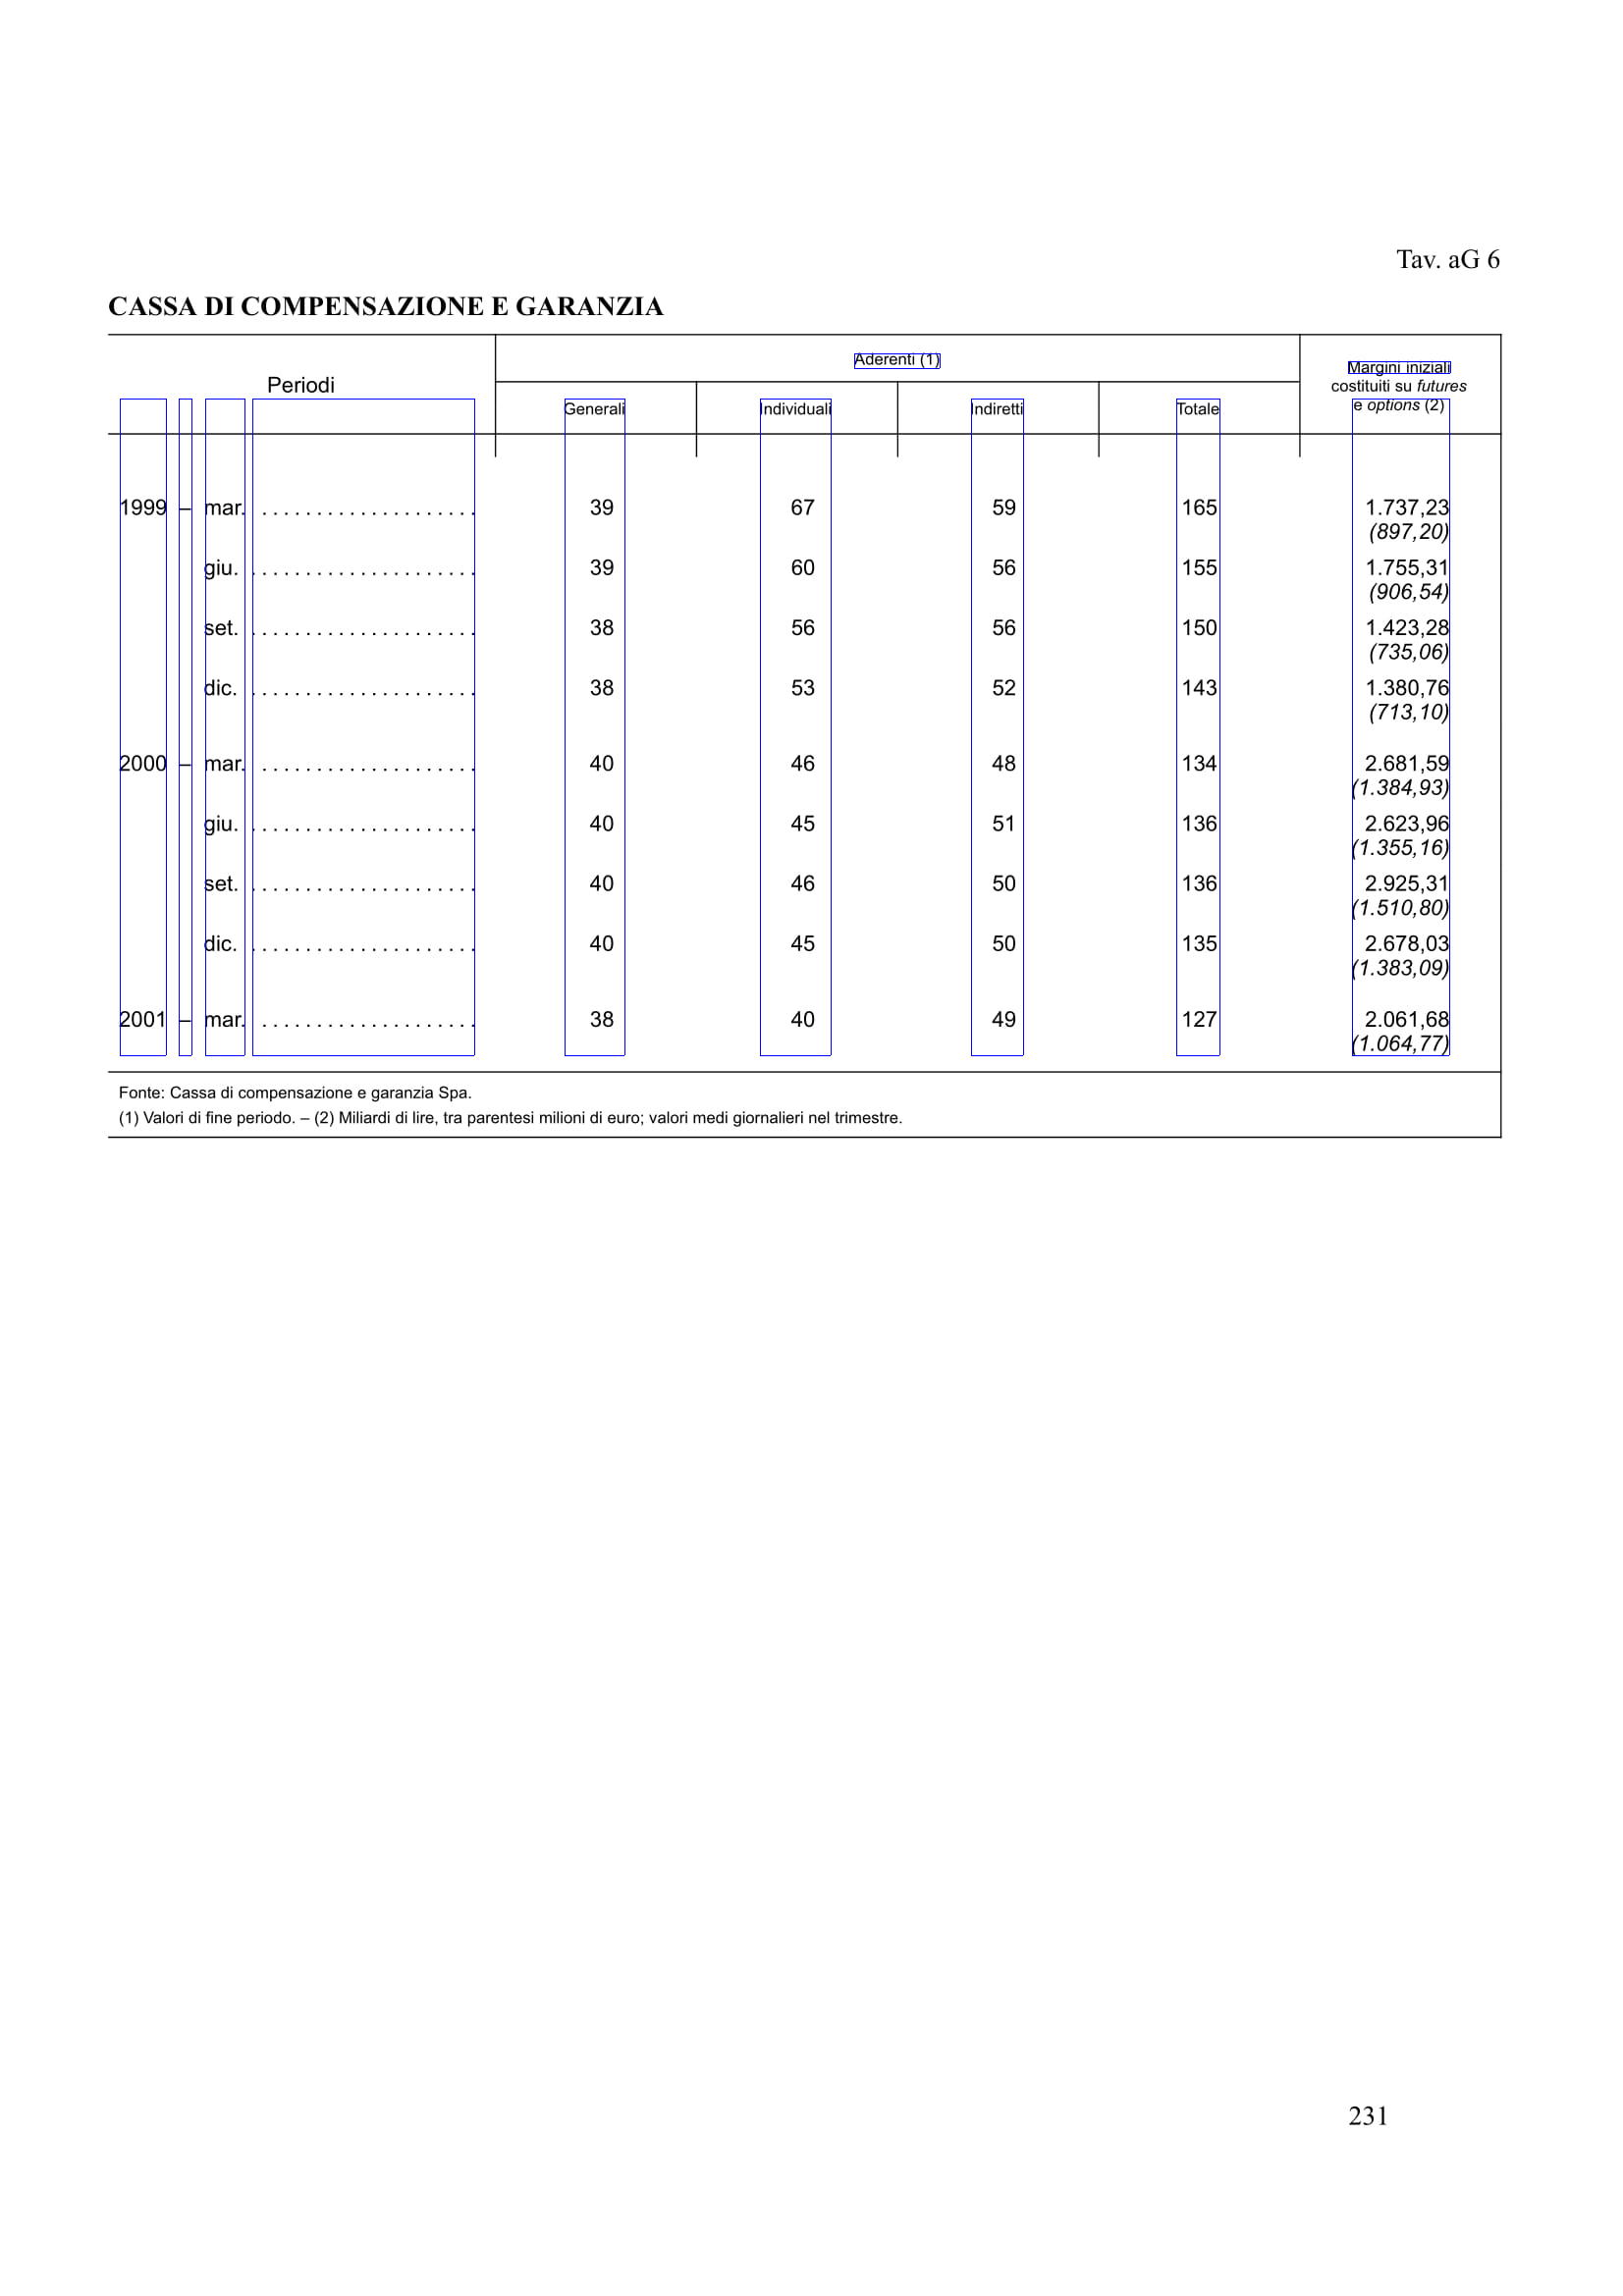 Tav. aG 6
CASSA DI COMPENSAZIONE E GARANZIA
Periodi
Aderenti (1)
Margini iniziali
costituiti su futures
e options (2)
Generali Individuali Indiretti Totale
1999 – mar. . . . . . . . . . . . . . . . . . . . . 39 67 59 165 1.737,23
(897,20)
giu. . . . . . . . . . . . . . . . . . . . . . 39 60 56 155 1.755,31
(906,54)
set. . . . . . . . . . . . . . . . . . . . . . 38 56 56 150 1.423,28
(735,06)
dic. . . . . . . . . . . . . . . . . . . . . . 38 53 52 143 1.380,76
(713,10)
2000 – mar. . . . . . . . . . . . . . . . . . . . . 40 46 48 134 2.681,59
(1.384,93)
giu. . . . . . . . . . . . . . . . . . . . . . 40 45 51 136 2.623,96
(1.355,16)
set. . . . . . . . . . . . . . . . . . . . . . 40 46 50 136 2.925,31
(1.510,80)
dic. . . . . . . . . . . . . . . . . . . . . . 40 45 50 135 2.678,03
(1.383,09)
2001 – mar. . . . . . . . . . . . . . . . . . . . . 38 40 49 127 2.061,68
(1.064,77)
Fonte: Cassa di compensazione e garanzia Spa.
(1) Valori di fine periodo. – (2) Miliardi di lire, tra parentesi milioni di euro; valori medi giornalieri nel trimestre.
231